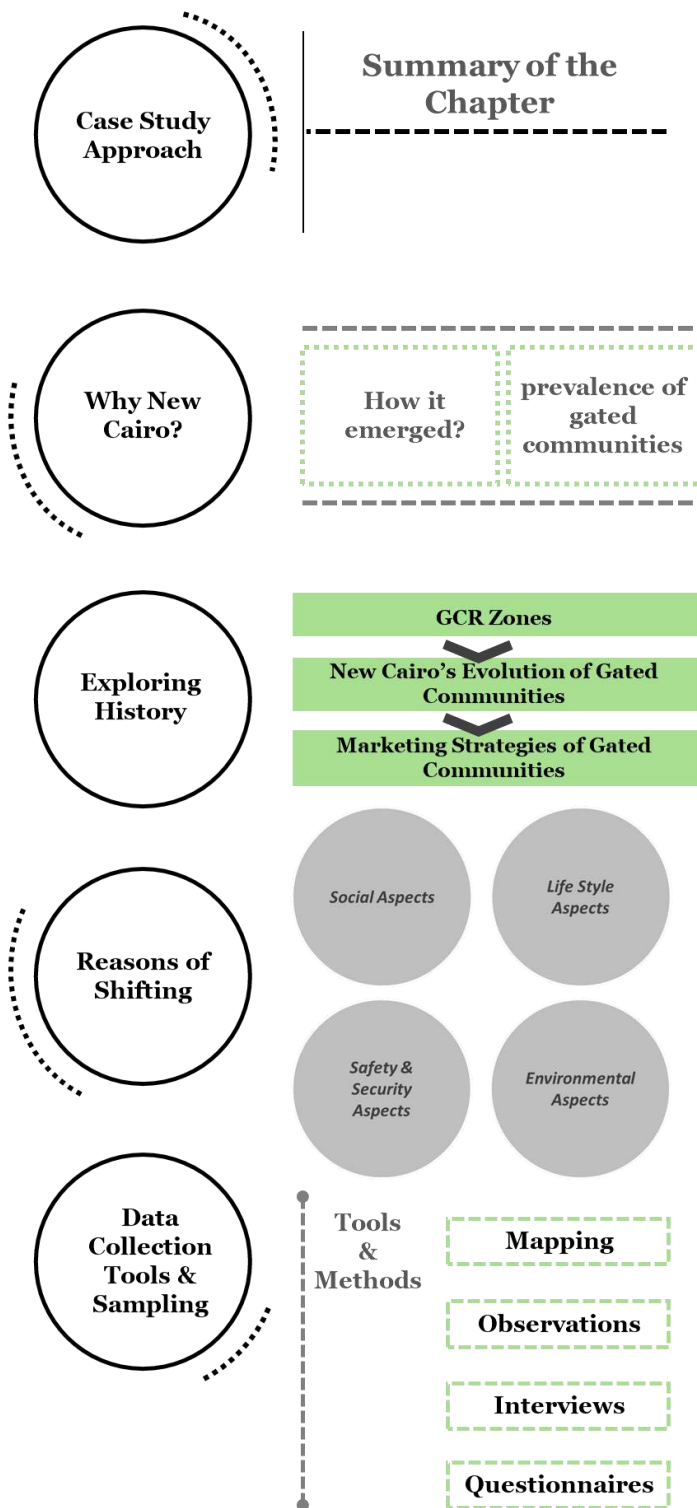 Case Study
Approach
Summary of the
Chapter
Why New
Cairo?
How it
emerged?
prevalence of
gated
communities
Exploring
History
GCR Zones
New Cairo's Evolution of Gated
Communities
Marketing Strategies of Gated
Communities
Reasons of
Shifting
Social Aspects
Life Style
Aspects
Safety &
Security
Aspects
Environmental
Aspects
Data
Collection
Tools &
Sampling
Tools
&
Methods
Mapping
Observations
Interviews
Questionnaires